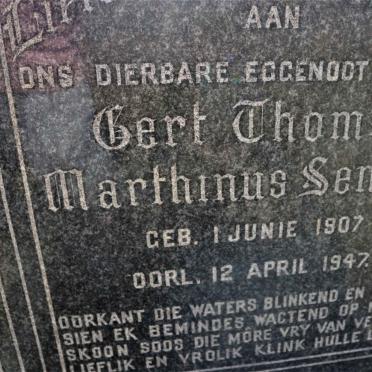 AAN
ONS DIERBARE EGGENOOT
Gert Thom
Marthinus Sen
GEB. 1 JUNIE 1907
OORL. 12 APRIL 1947.
OORKANT DIE WATERS BLINKEND EN
SIEN EK BEMINDES WAGTEND OP
SKOON SOOS DIE MORE VRY VAN VE
LIEFLIK EN VROLIK KLINK HULLE L